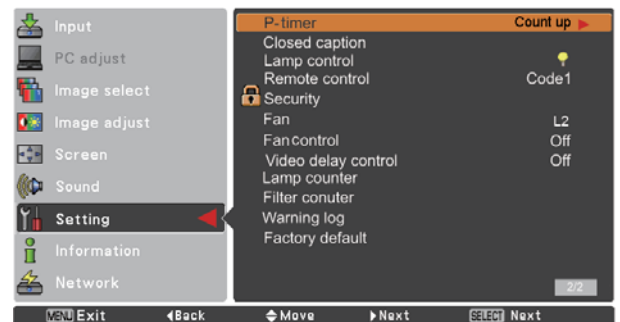 Input
PC adjust
Image select
Image adjust
Screen
Sound
Setting
Information
Network
P-timer Count up
Closed caption
Lamp control
Remote control Code1
Security
Fan L2
Fan control Off
Video delay control Off
Lamp counter
Filter conuter
Warning log
Factory default
2/2
MENU Exit Back Move Next SELECT Next